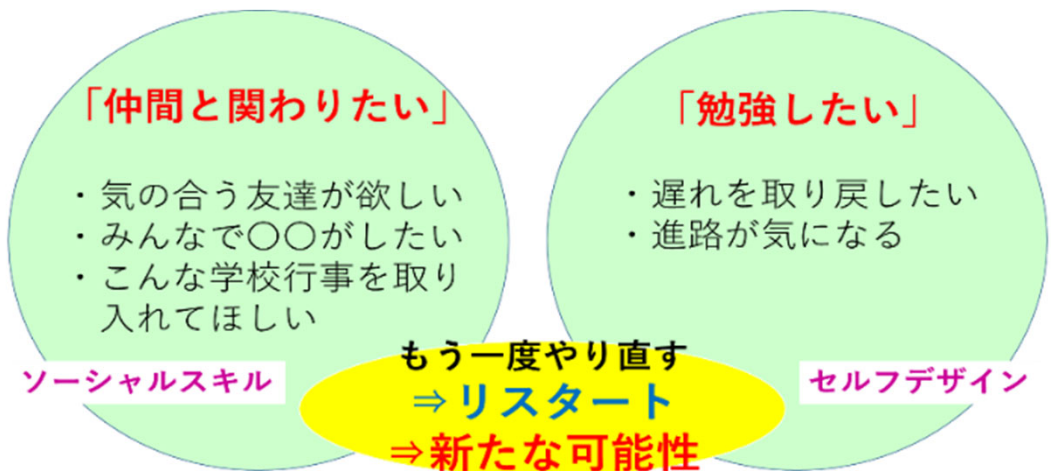 「仲間と関わりたい」
・気の合う友達が欲しい
・みんなで〇〇がしたい
・こんな学校行事を取り
入れてほしい
ソーシャルスキル
「勉強したい」
・遅れを取り戻したい
・進路が気になる
セルフデザイン
もう一度やり直す
⇒リスタート
⇒新たな可能性